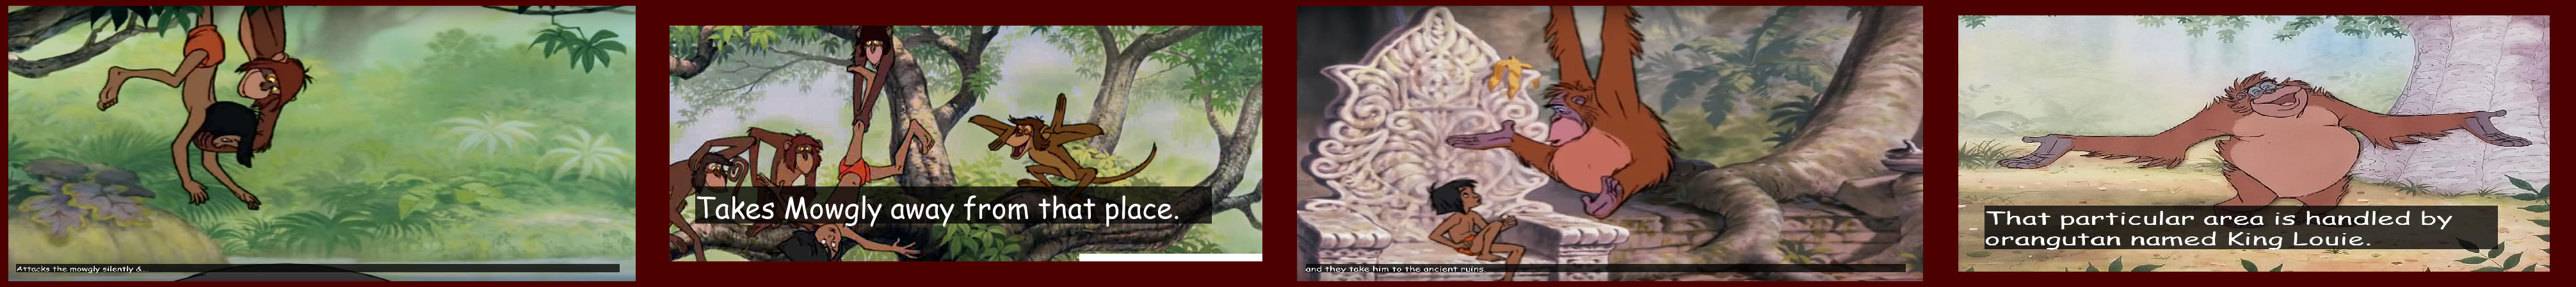 Attacks the mowgly silently &...
Takes Mowgly away from that place.
and they take him to the ancient ruins.
That particular area is handled by
orangutan named King Louie.